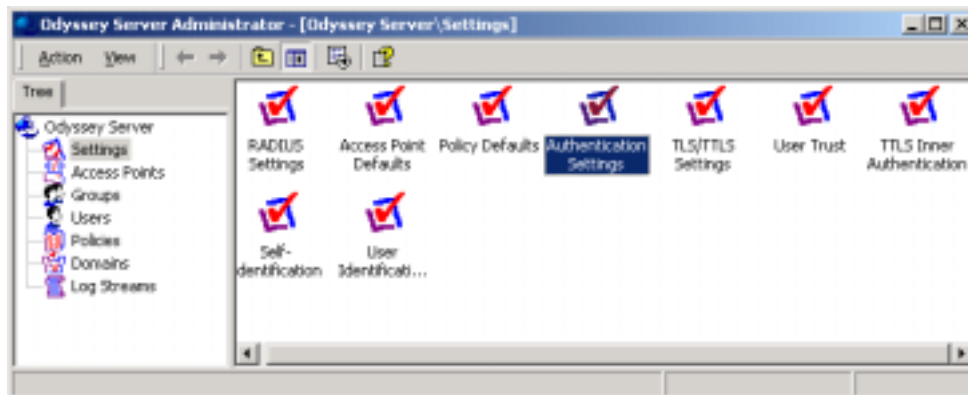 Odyssey Server Administrator - [Odyssey Server\Settings]
Action View
Tree
Odyssey Server
Settings
Access Points
Groups
Users
Policies
Domains
Log Streams
RADIUS
Settings
Access Point
Defaults
Policy Defaults
Authentication
Settings
TLS/TTLS
Settings
User Trust
TTLS Inner
Authentication
Self-
dentification
User
Identificati...